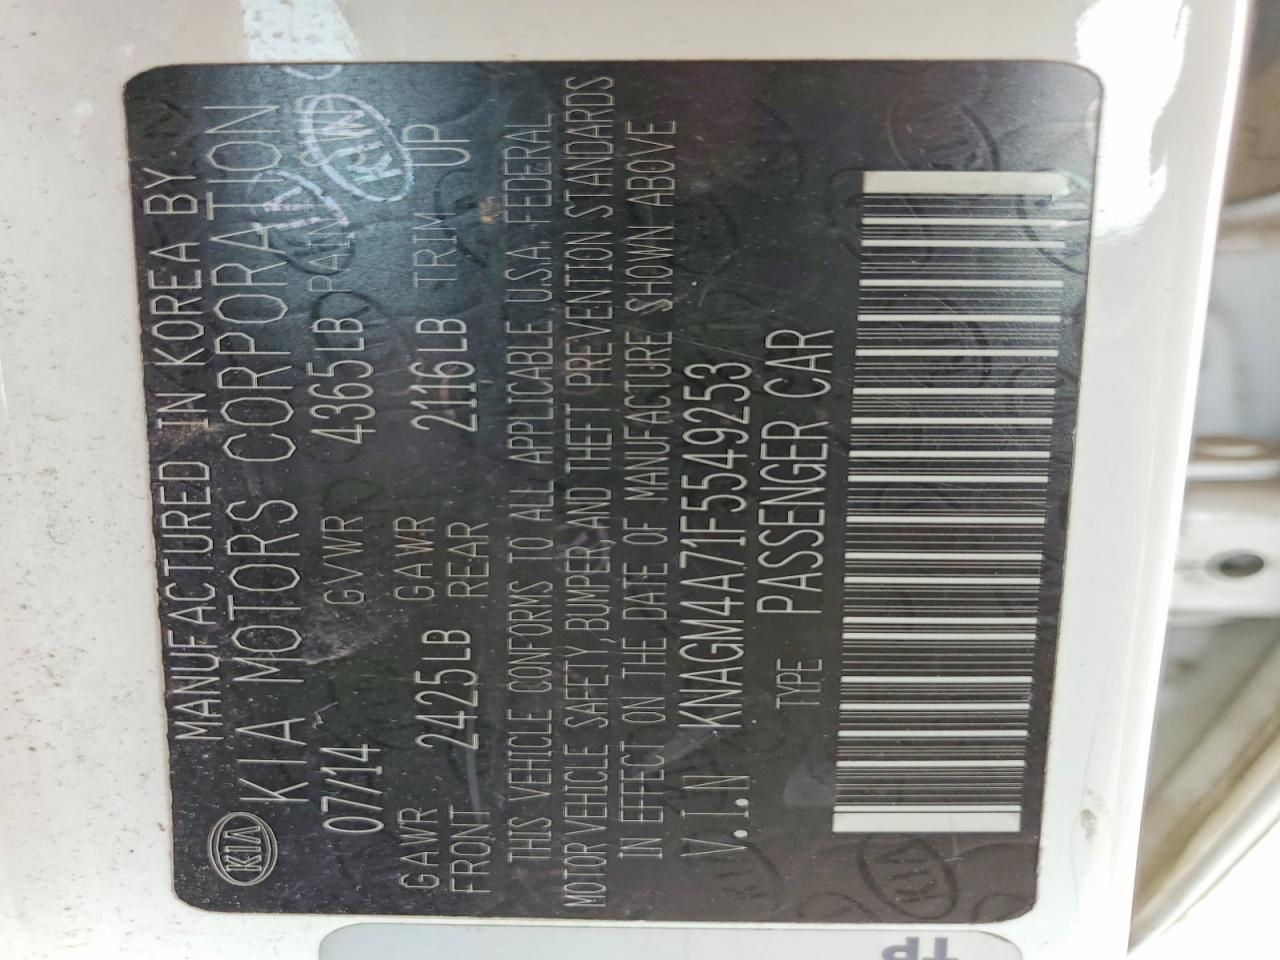 MANUFACTURED IN KOREA BY.
KIA KIA MOTORS CORPORATION
07/14 GVWR 4365LB PAINT
GAWR FRONT 2425LB GAWR REAR 2116LB TRIM UP
THIS VEHICLE CONFORMS TO ALL APPLICABLE U.S.A. FEDERAL
MOTOR VEHICLE SAFETY, BUMPER, AND THEFT PREVENTION STANDARDS
IN EFFECT ON THE DATE OF MANUFACTURE SHOWN ABOVE
V.I.N KNAGM4A71F5549253
TYPE PASSENGER CAR